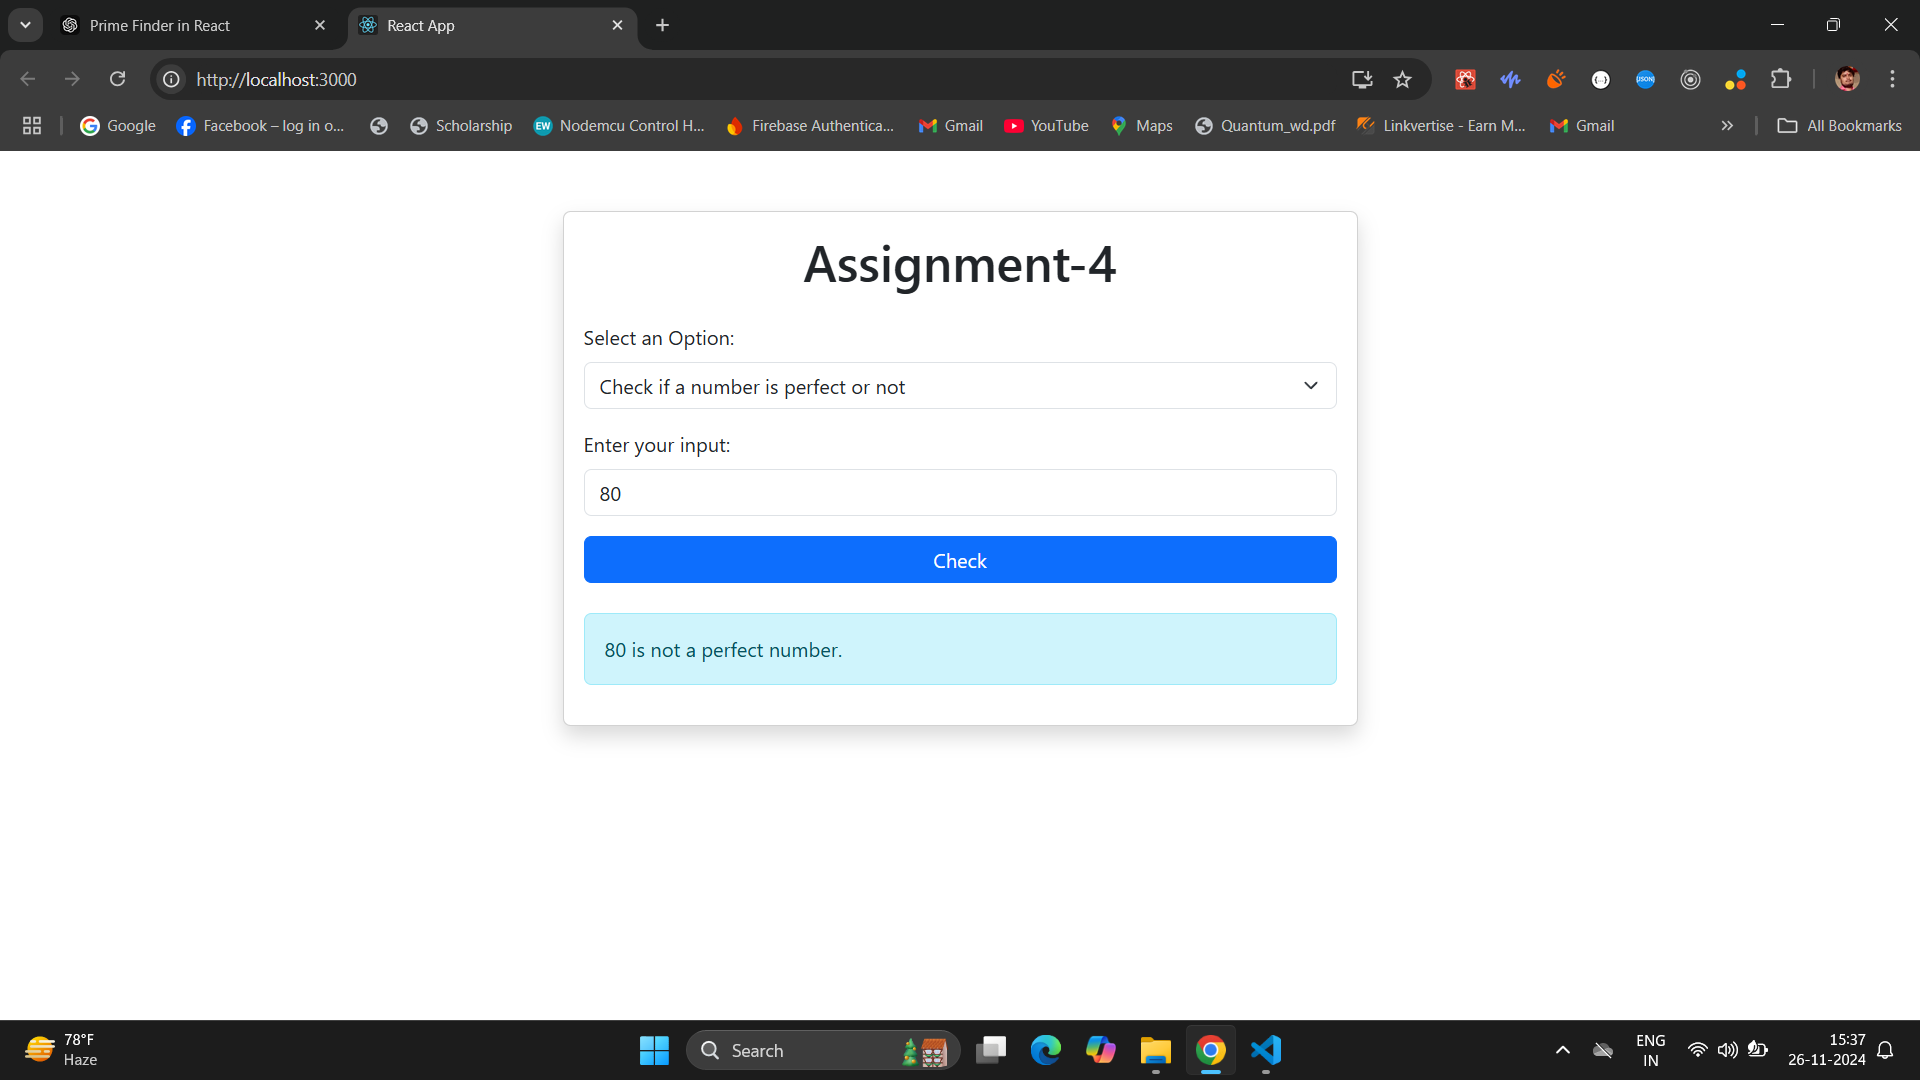 Prime Finder in React
React App
http://localhost:3000
Google
Facebook – log in o...
Scholarship
EW
Nodemcu Control H...
Firebase Authentica...
Gmail
YouTube
Maps
Quantum_wd.pdf
Linkvertise - Earn M...
Gmail
All Bookmarks
Assignment-4
Select an Option:
Check if a number is perfect or not
Enter your input:
80
Check
80 is not a perfect number.
78°F
Haze
Search
ENG
IN
15:37
26-11-2024